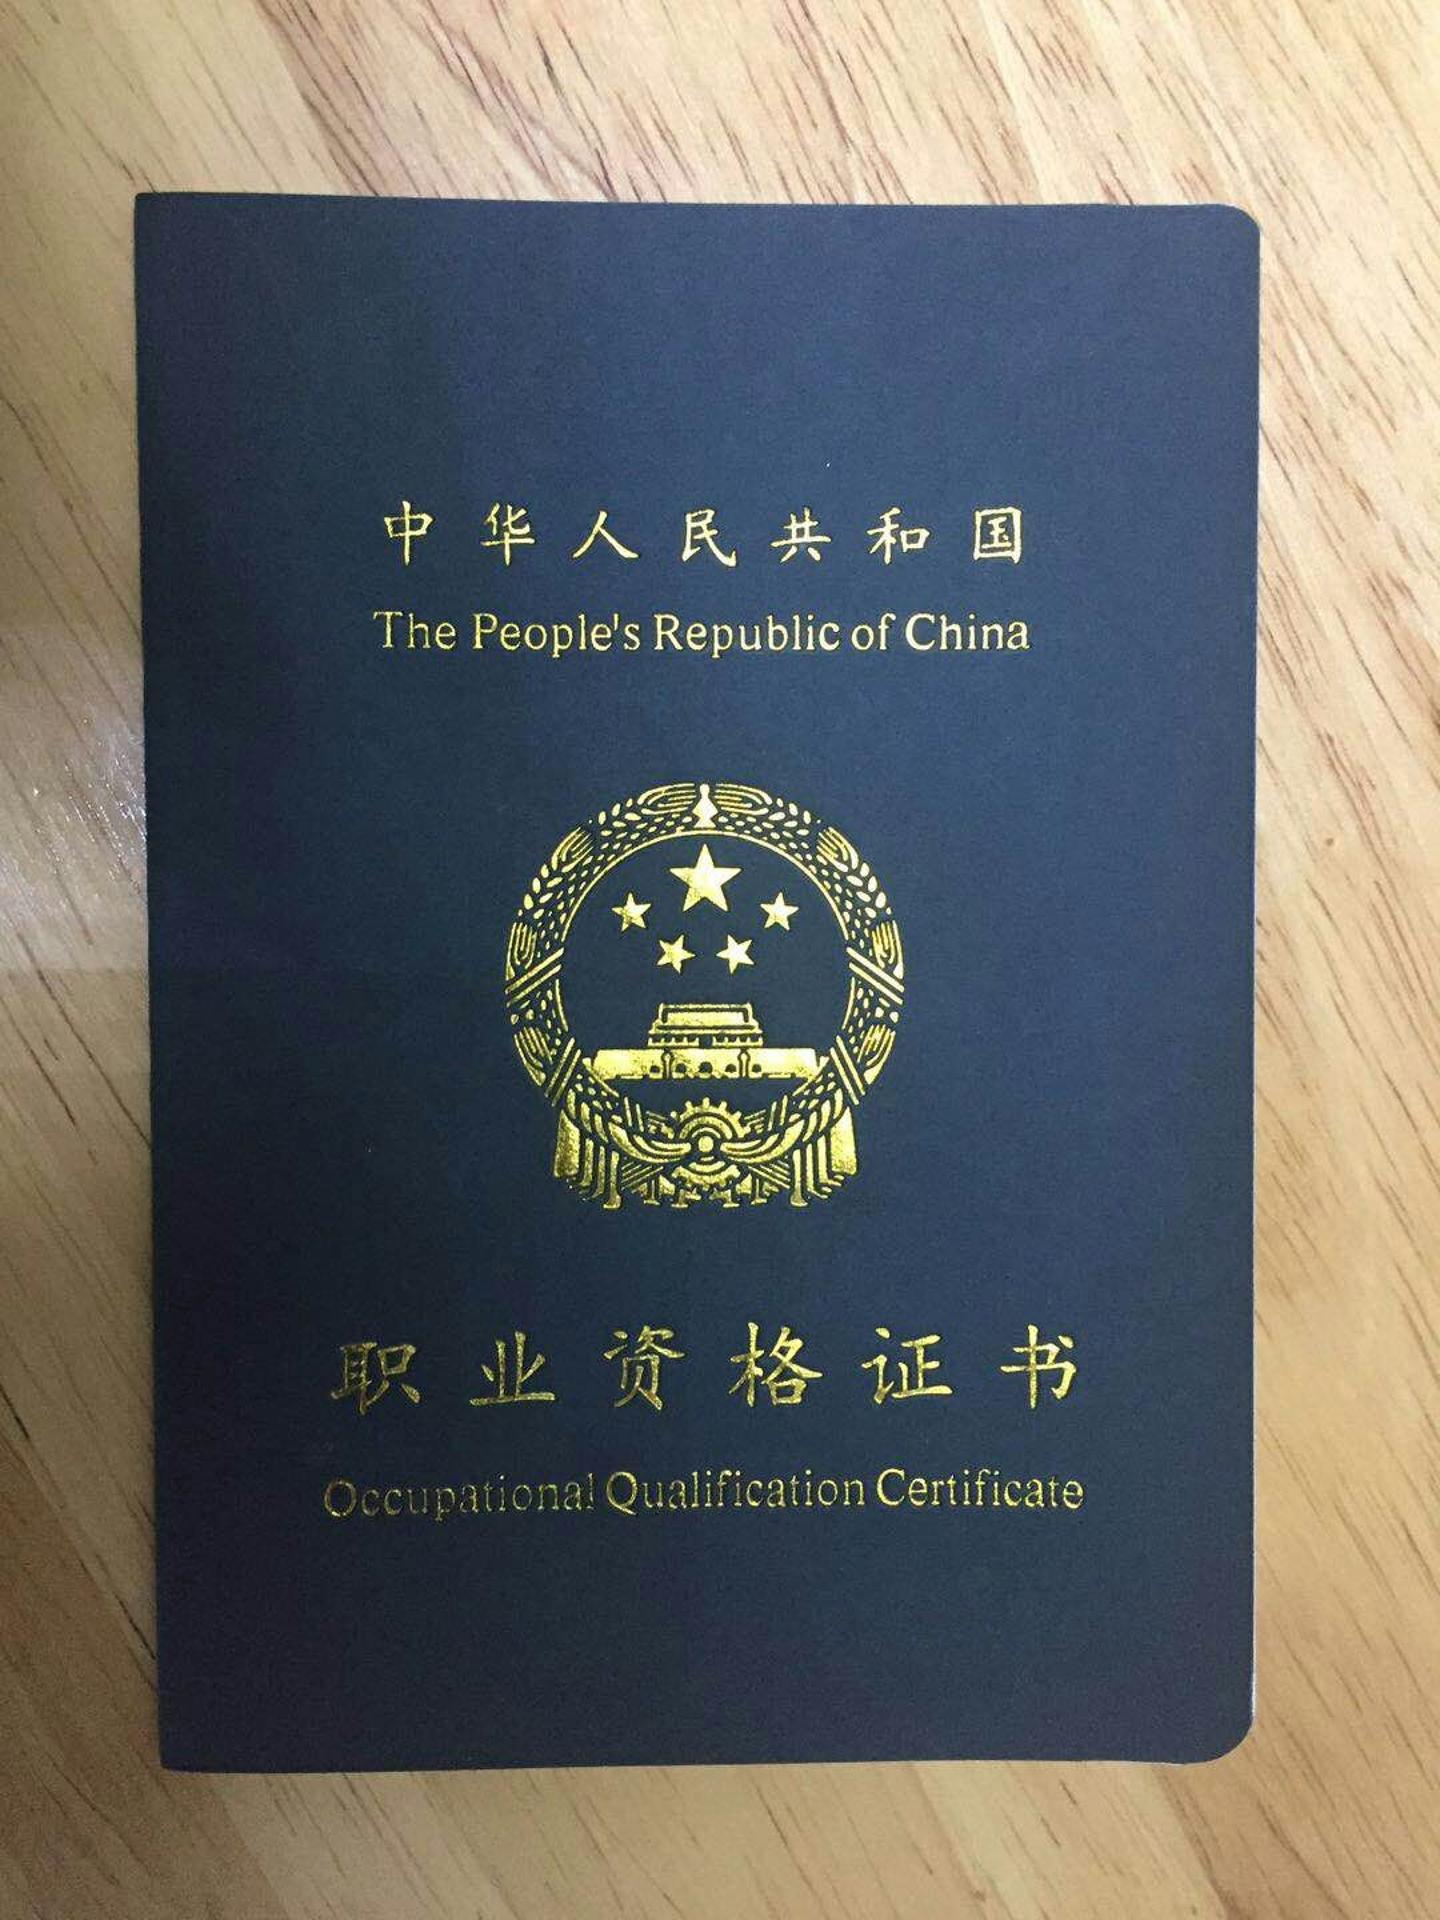 中华人民共和国
The People's Republic of China
职业资格证书
Occupational Qualification Certificate